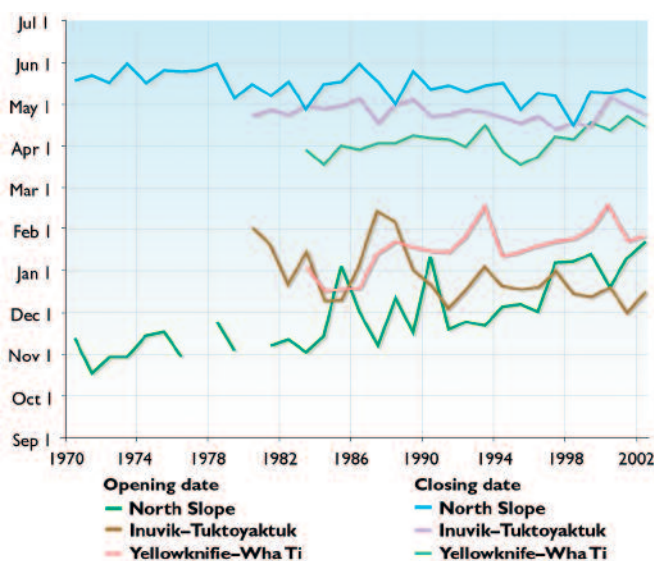 Jul 1
Jun 1
May 1
Apr 1
Mar 1
Feb 1
Jan 1
Dec 1
Nov 1
Oct 1
Sep 1
1970 1974 1978 1982 1986 1990 1994 1998 2002
Opening date
North Slope
Inuvik–Tuktoyaktuk
Yellowknifie–Wha Ti
Closing date
North Slope
Inuvik–Tuktoyaktuk
Yellowknife–Wha Ti